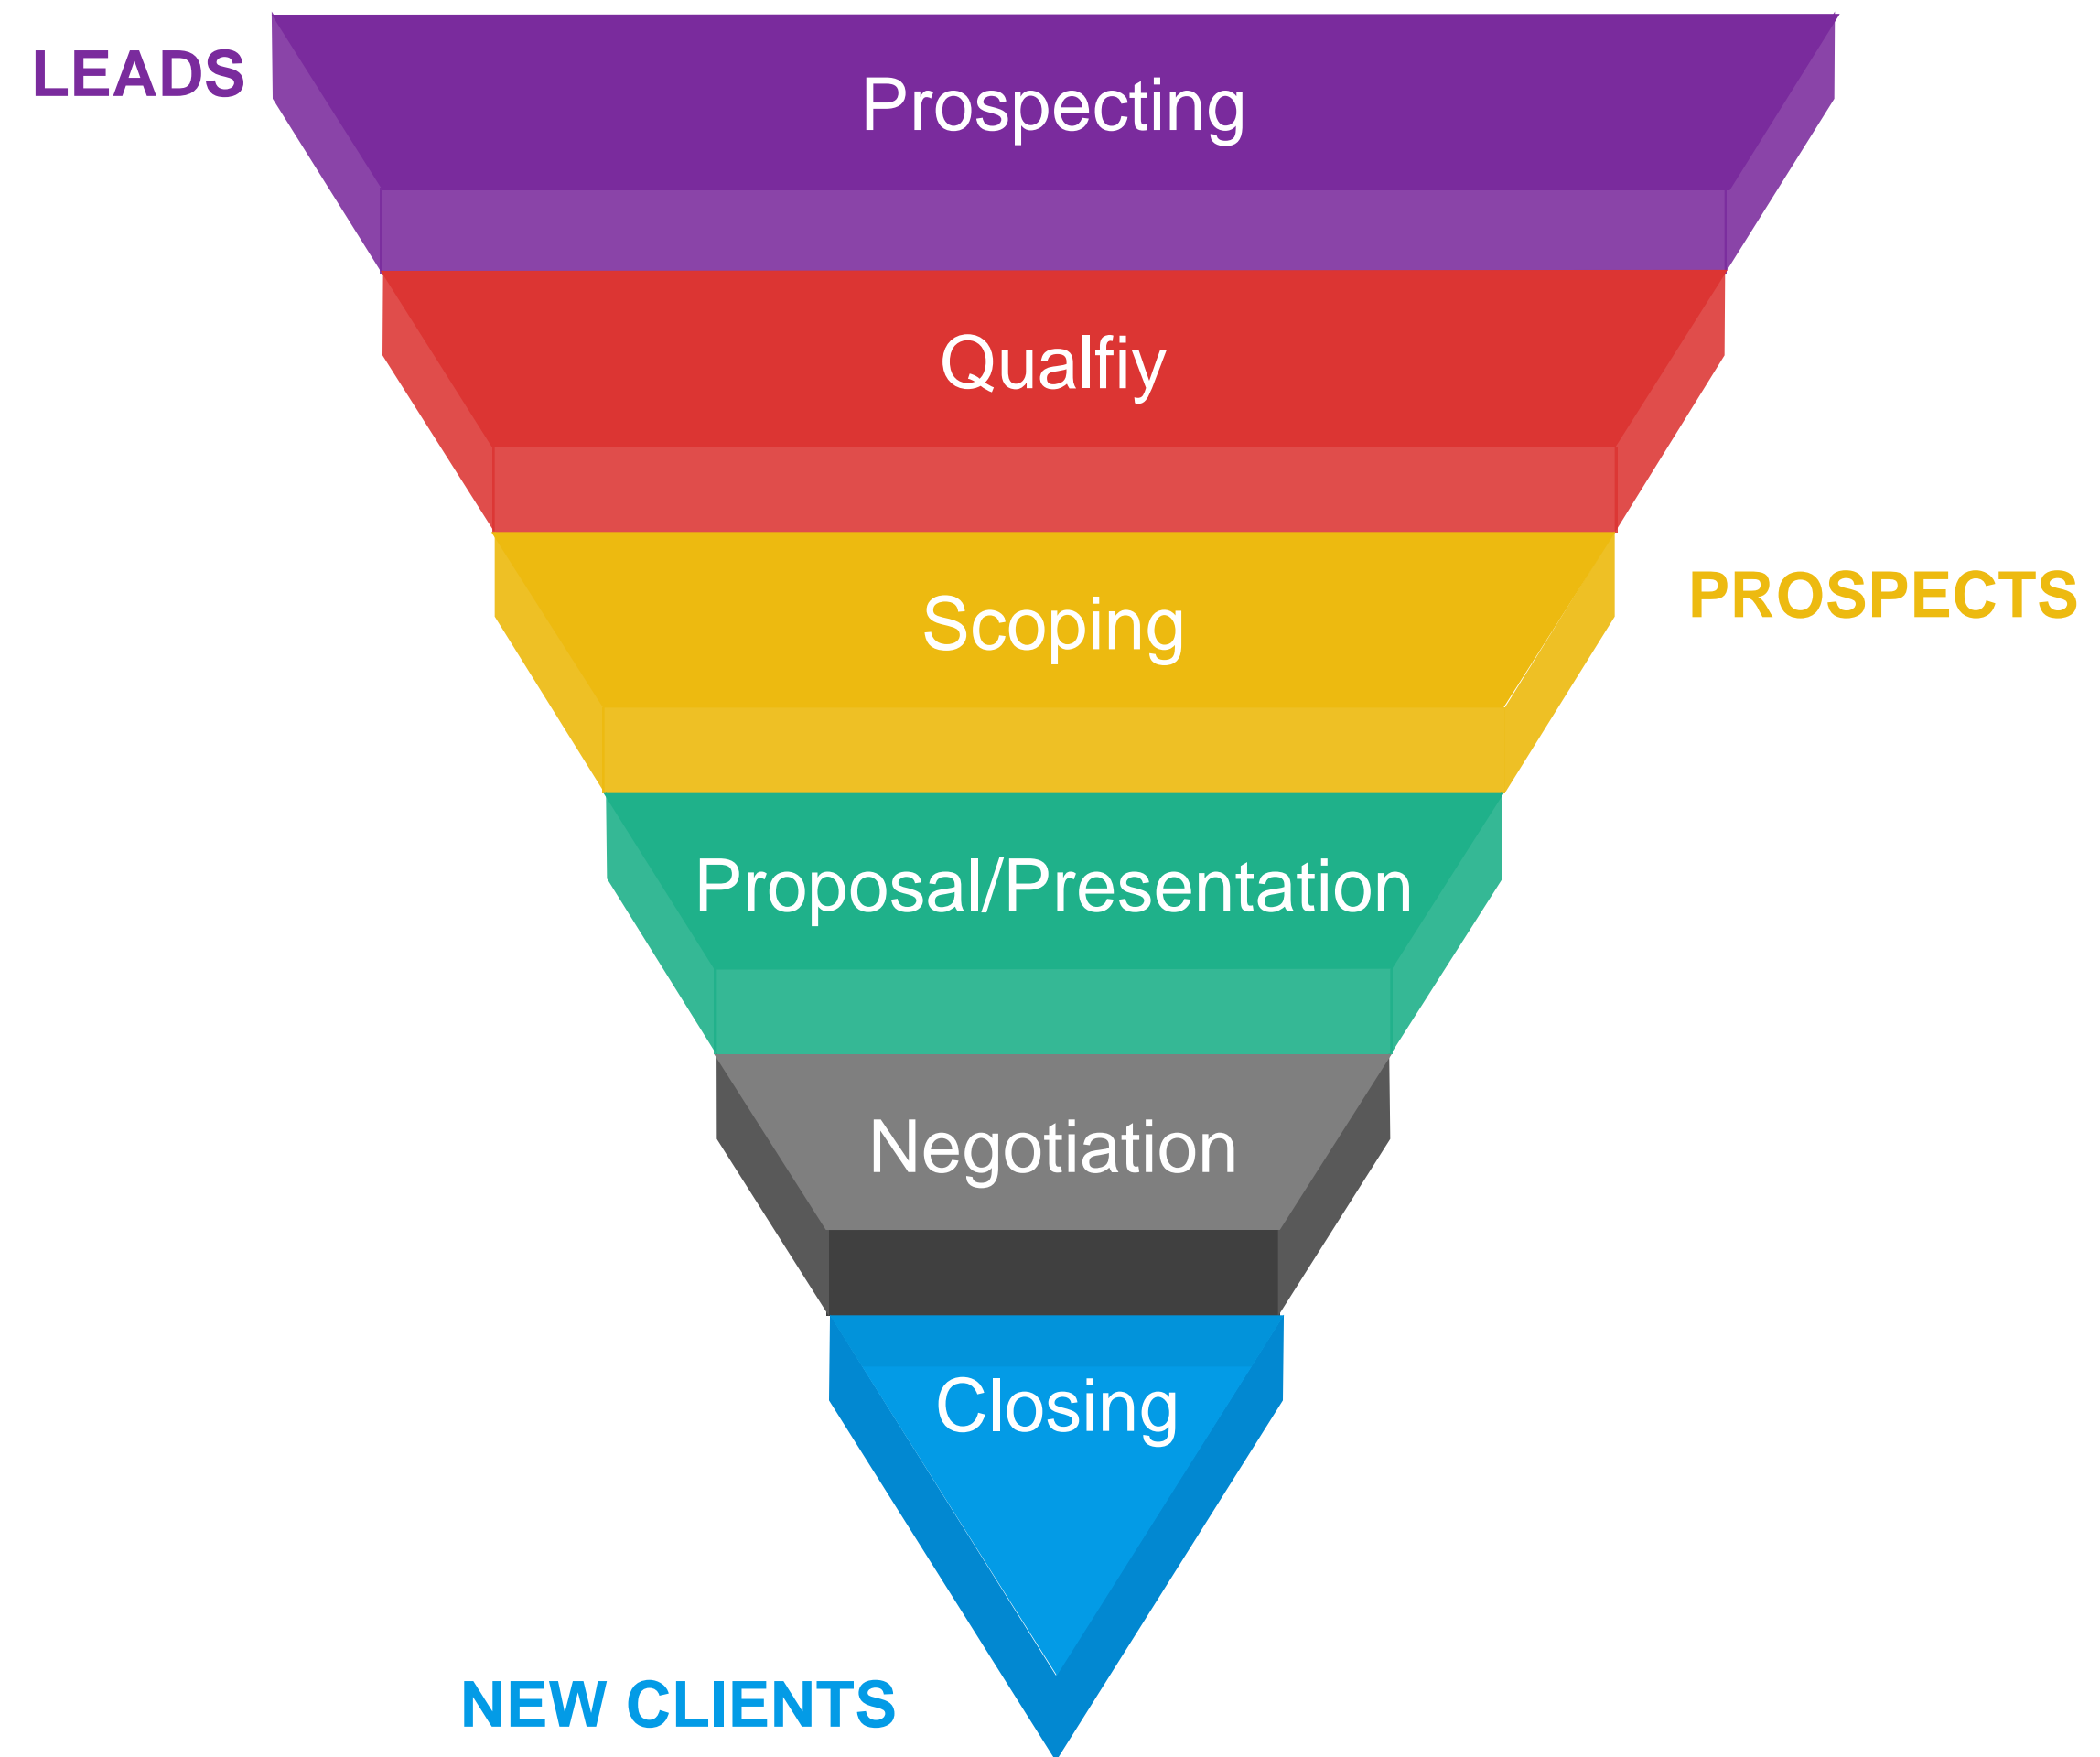 LEADS
Prospecting
Qualfiy
Scoping
PROSPECTS
Proposal/Presentation
Negotiation
Closing
NEW CLIENTS